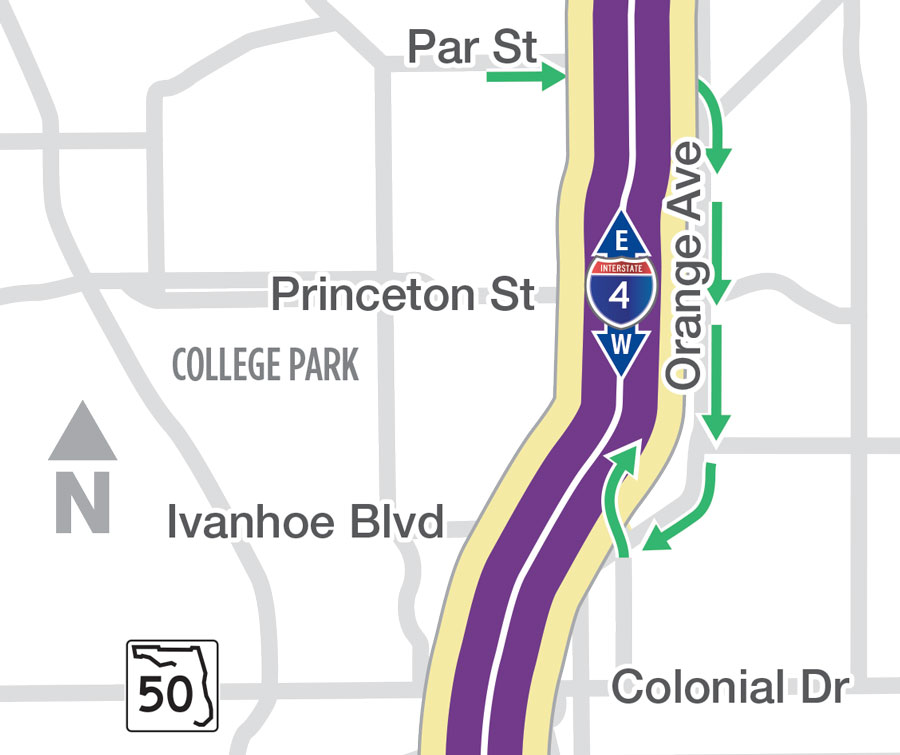 Par St
Orange Ave
E
INTERSTATE
4
W
Princeton St
COLLEGE PARK
N
Ivanhoe Blvd
50
Colonial Dr